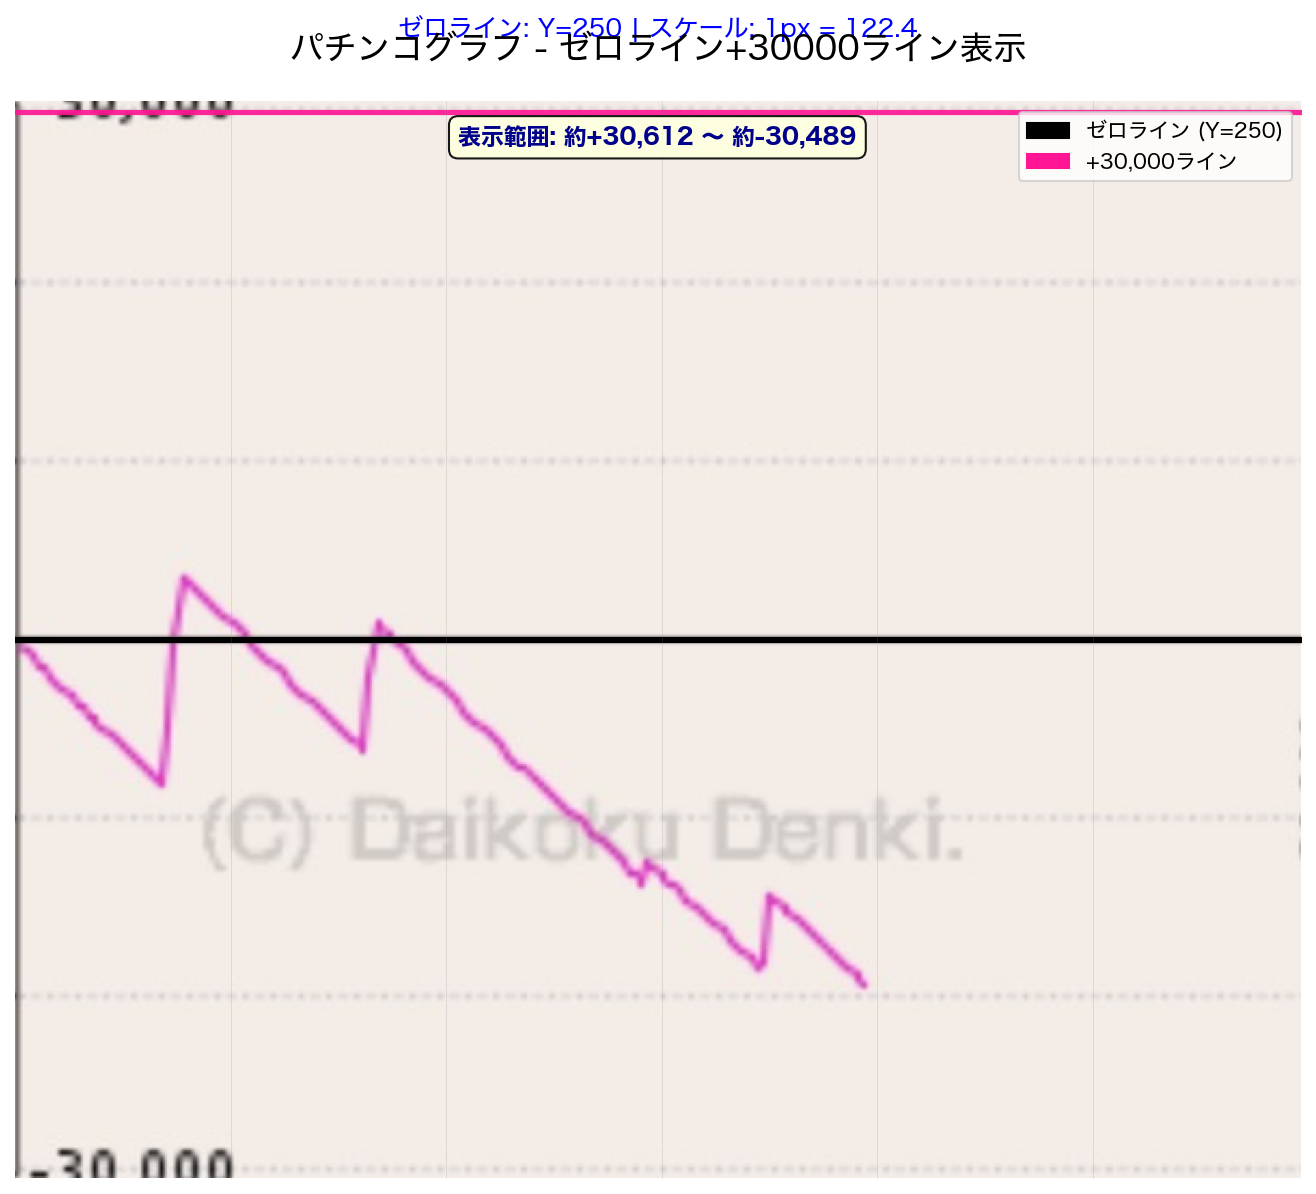 ゼロライン: Y=250 | スケール: 1px = 122.4
パチンコグラフ - ゼロライン+30000ライン表示
30,000
表示範囲: 約+30,612 〜 約-30,489
ゼロライン (Y=250)
+30,000ライン
(C) Daikoku Denki.
-30,000